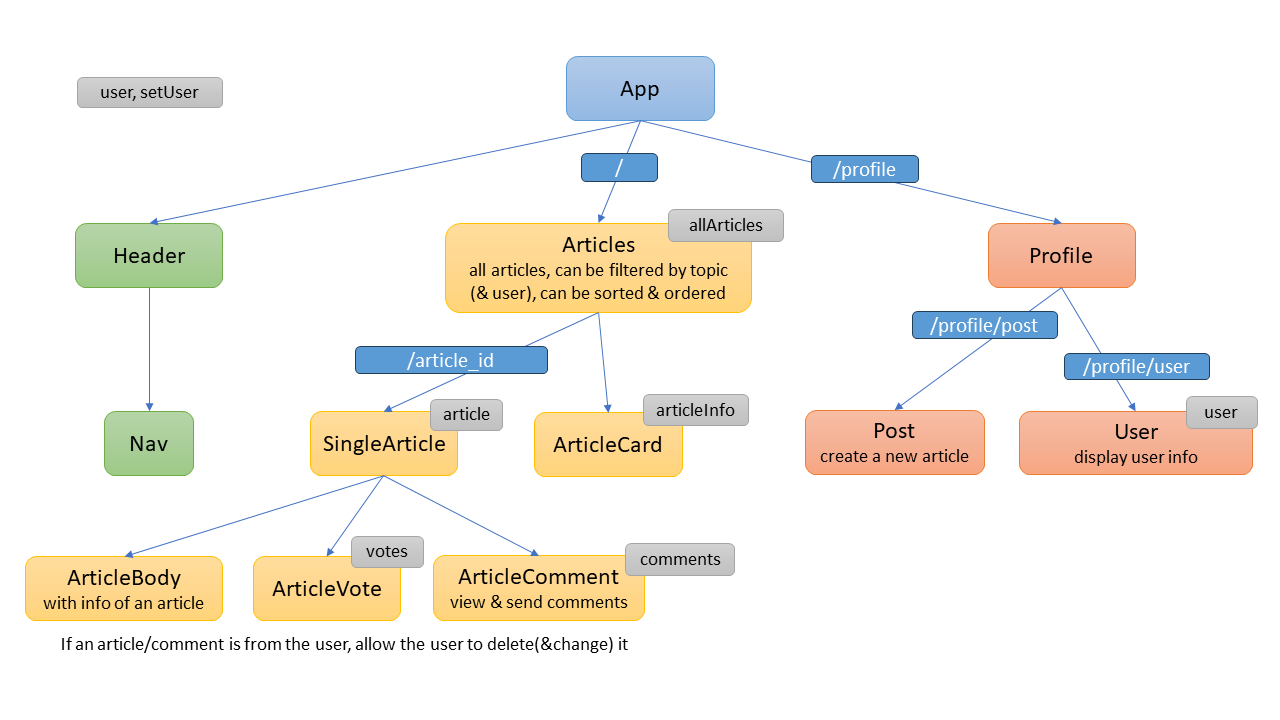 App
user, setUser
/
/profile
allArticles
Header
Articles
all articles, can be filtered by topic
(& user), can be sorted & ordered
Profile
/profile/post
/article_id
/profile/user
article
articleInfo
user
Nav
SingleArticle
ArticleCard
Post
create a new article
User
display user info
votes
comments
ArticleBody
with info of an article
ArticleVote
ArticleComment
view & send comments
If an article/comment is from the user, allow the user to delete(&change) it